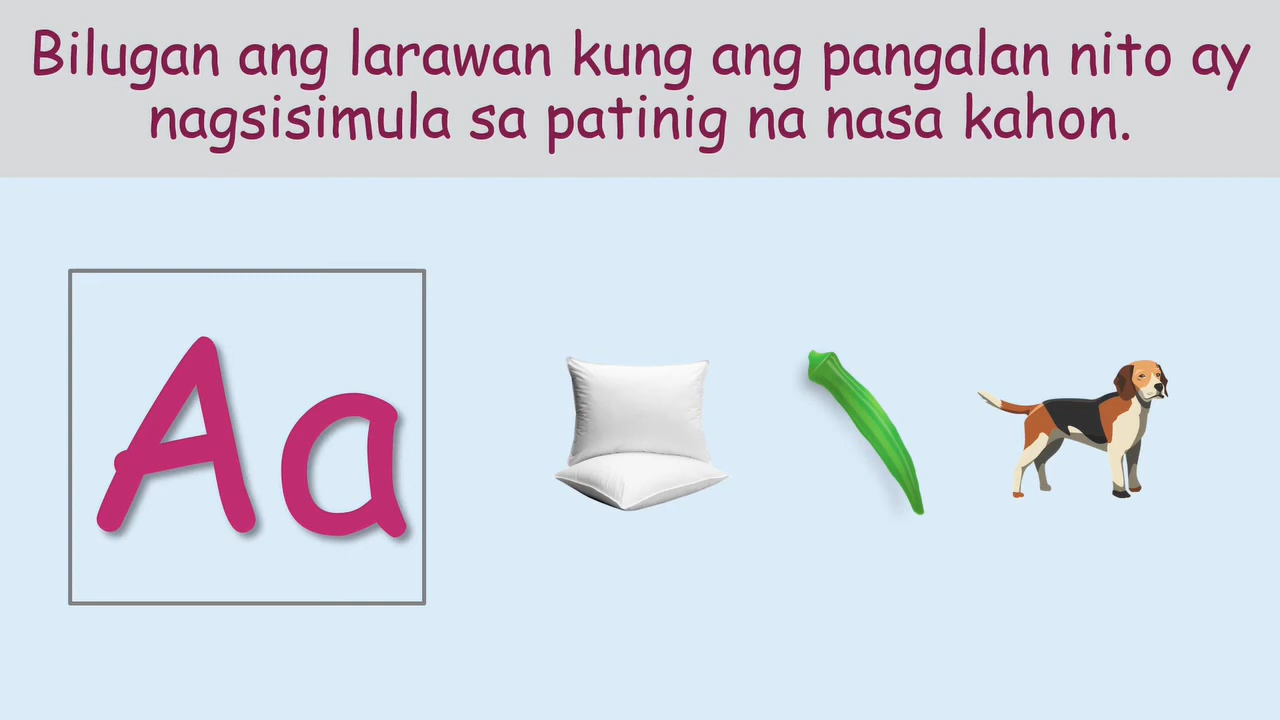 Bilugan ang larawan kung ang pangalan nito ay
nagsisimula sa patinig na nasa kahon.
Aa